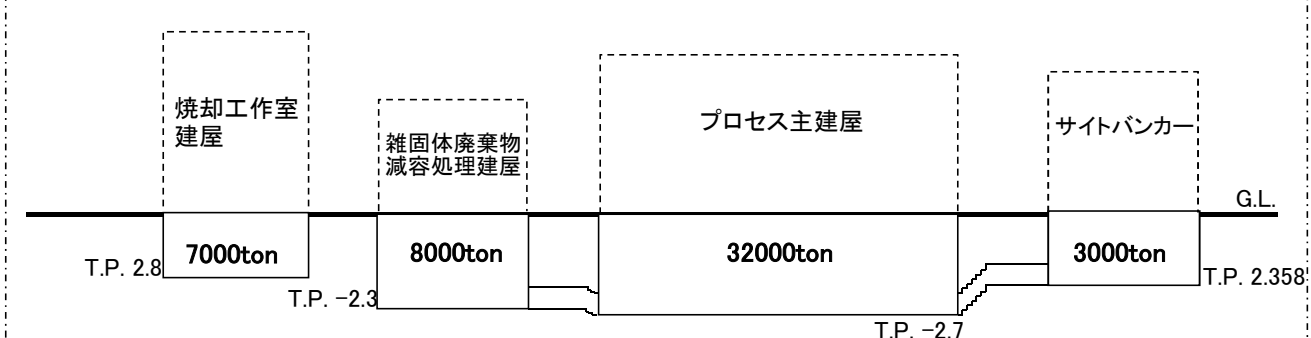 焼却工作室
建屋
雑固体廃棄物
減容処理建屋
プロセス主建屋
サイトバンカー
G.L.
7000ton
8000ton
32000ton
3000ton
T.P. 2.8
T.P. -2.3
T.P. -2.7
T.P. 2.358